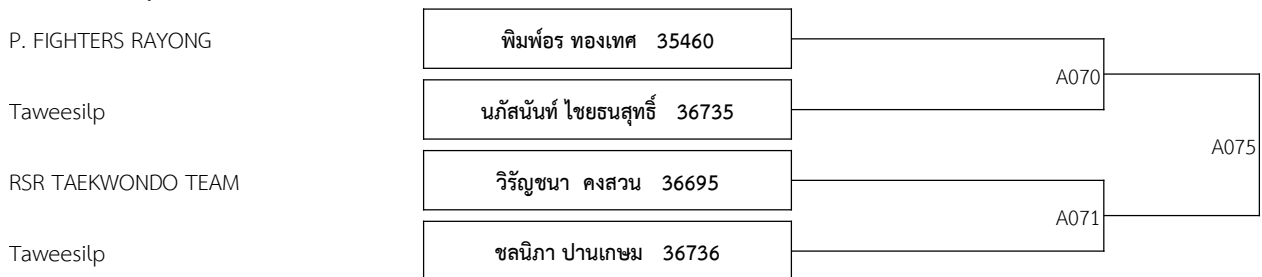 P. FIGHTERS RAYONG พิมพ์อร ทองเทศ 35460
A070
Taweesilp นภัสนันท์ ไชยธนสุทธิ์ 36735
A075
RSR TAEKWONDO TEAM วิรัญชนา คงสวน 36695
A071
Taweesilp ชลนิภา ปานเกษม 36736